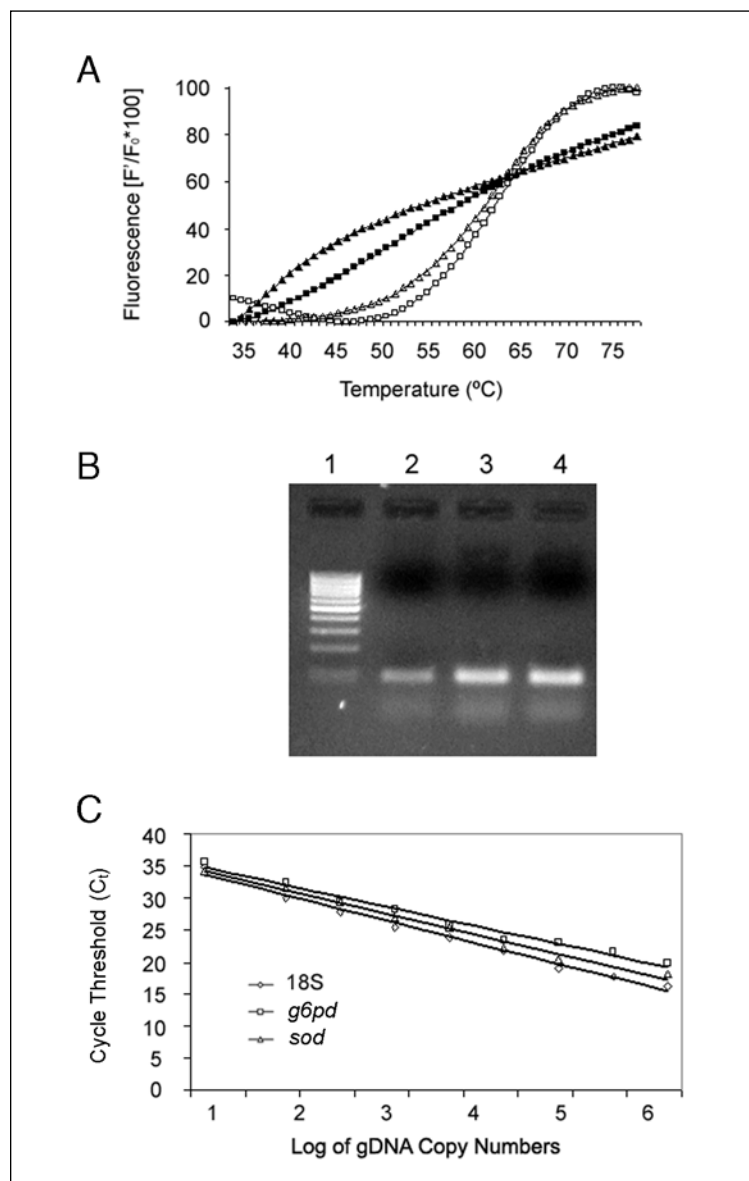 A
Fluorescence [F'/F₀*100]
100
80
60
40
20
0
35 40 45 50 55 60 65 70 75
Temperature (ºC)
B
1 2 3 4
C
Cycle Threshold (Cₜ)
40
35
30
25
20
15
10
5
0
18S
g6pd
sod
1 2 3 4 5 6
Log of gDNA Copy Numbers